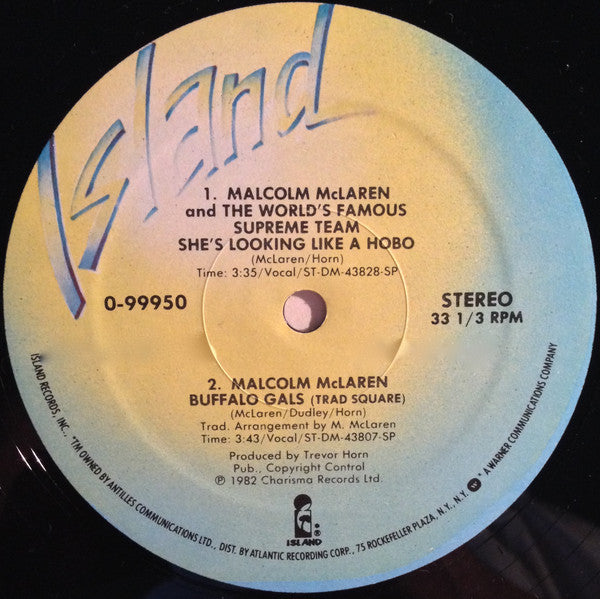 Island
1. MALCOLM McLAREN
and THE WORLD'S FAMOUS
SUPREME TEAM
SHE'S LOOKING LIKE A HOBO
(McLaren/Horn)
Time: 3:35/Vocal/ST-DM-43828-SP
0-99950
STEREO
33 1/3 RPM
2. MALCOLM McLAREN
BUFFALO GALS (TRAD SQUARE)
(McLaren/Dudley/Horn)
Trad. Arrangement by M. McLaren
Time: 3:43/Vocal/ST-DM-43807-SP
Produced by Trevor Horn
Pub., Copyright Control
℗ 1982 Charisma Records Ltd.
ISLAND ®
ISLAND RECORDS, INC., *TM OWNED BY ANTILLES COMMUNICATIONS LTD., DIST. BY ATLANTIC RECORDING CORP., 75 ROCKEFELLER PLAZA, N.Y., N.Y. * A WARNER COMMUNICATIONS COMPANY